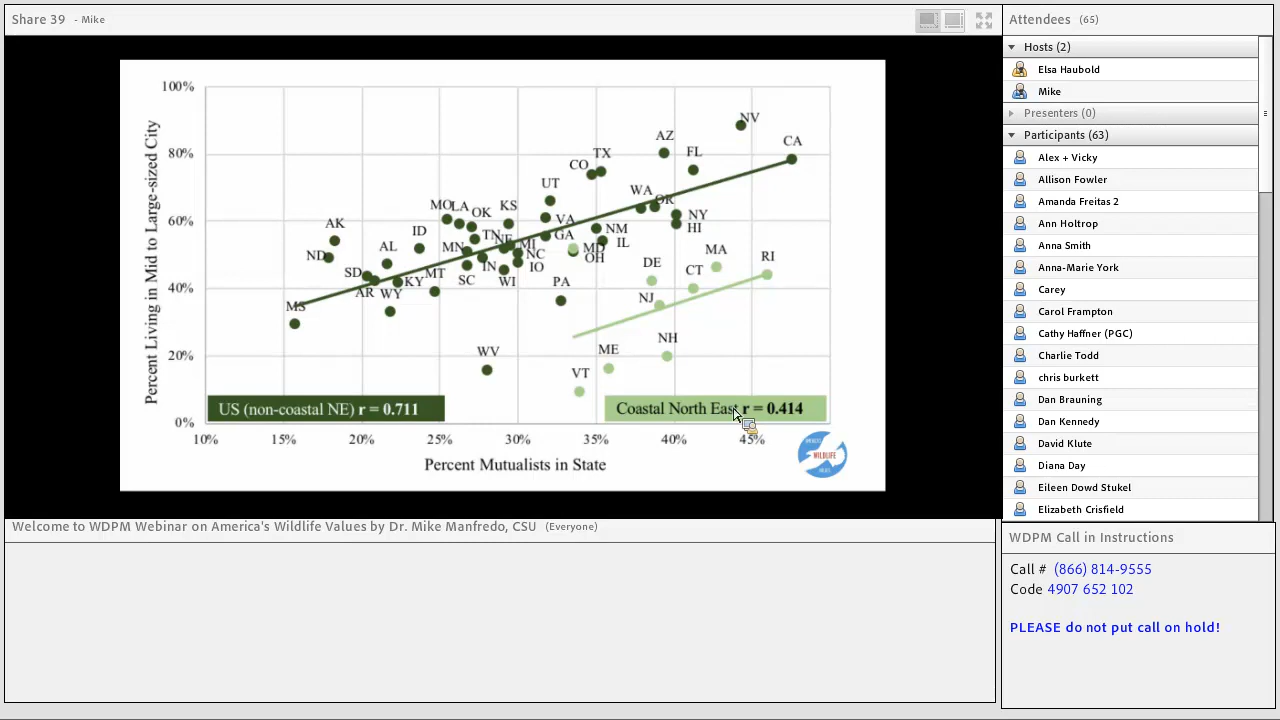 Share 39 - Mike
100%
80%
60%
40%
20%
0%
Percent Living in Mid to Large-sized City
NV
AZ
CA
TX
FL
CO
UT
WA
OR
MO
LA
OK
KS
VA
NY
AK
ID
TN
GA
NM
HI
ND
AL
MN
NE
MI
NC
MD
IL
OH
SD
IN
IO
MA
RI
MT
SC
WI
PA
DE
CT
AR
WY
KY
NJ
MS
NH
WV
ME
VT
US (non-coastal NE) r = 0.711
Coastal North East r = 0.414
10%
15%
20%
25%
30%
35%
40%
45%
Percent Mutualists in State
WILDLIFE
Welcome to WDPM Webinar on America's Wildlife Values by Dr. Mike Manfredo, CSU (Everyone)
Attendees (65)
Hosts (2)
Elsa Haubold
Mike
Presenters (0)
Participants (63)
Alex + Vicky
Allison Fowler
Amanda Freitas 2
Ann Holtrop
Anna Smith
Anna-Marie York
Carey
Carol Frampton
Cathy Haffner (PGC)
Charlie Todd
chris burkett
Dan Brauning
Dan Kennedy
David Klute
Diana Day
Eileen Dowd Stukel
Elizabeth Crisfield
WDPM Call in Instructions
Call # (866) 814-9555
Code 4907 652 102
PLEASE do not put call on hold!